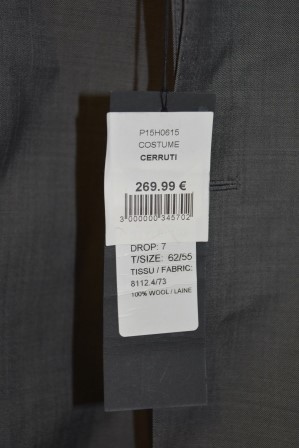 P15H0615
COSTUME
CERRUTI
269.99 €
3 000000 345702
DROP: 7
T/SIZE: 62/55
TISSU / FABRIC:
8112.4/73
100% WOOL / LAINE